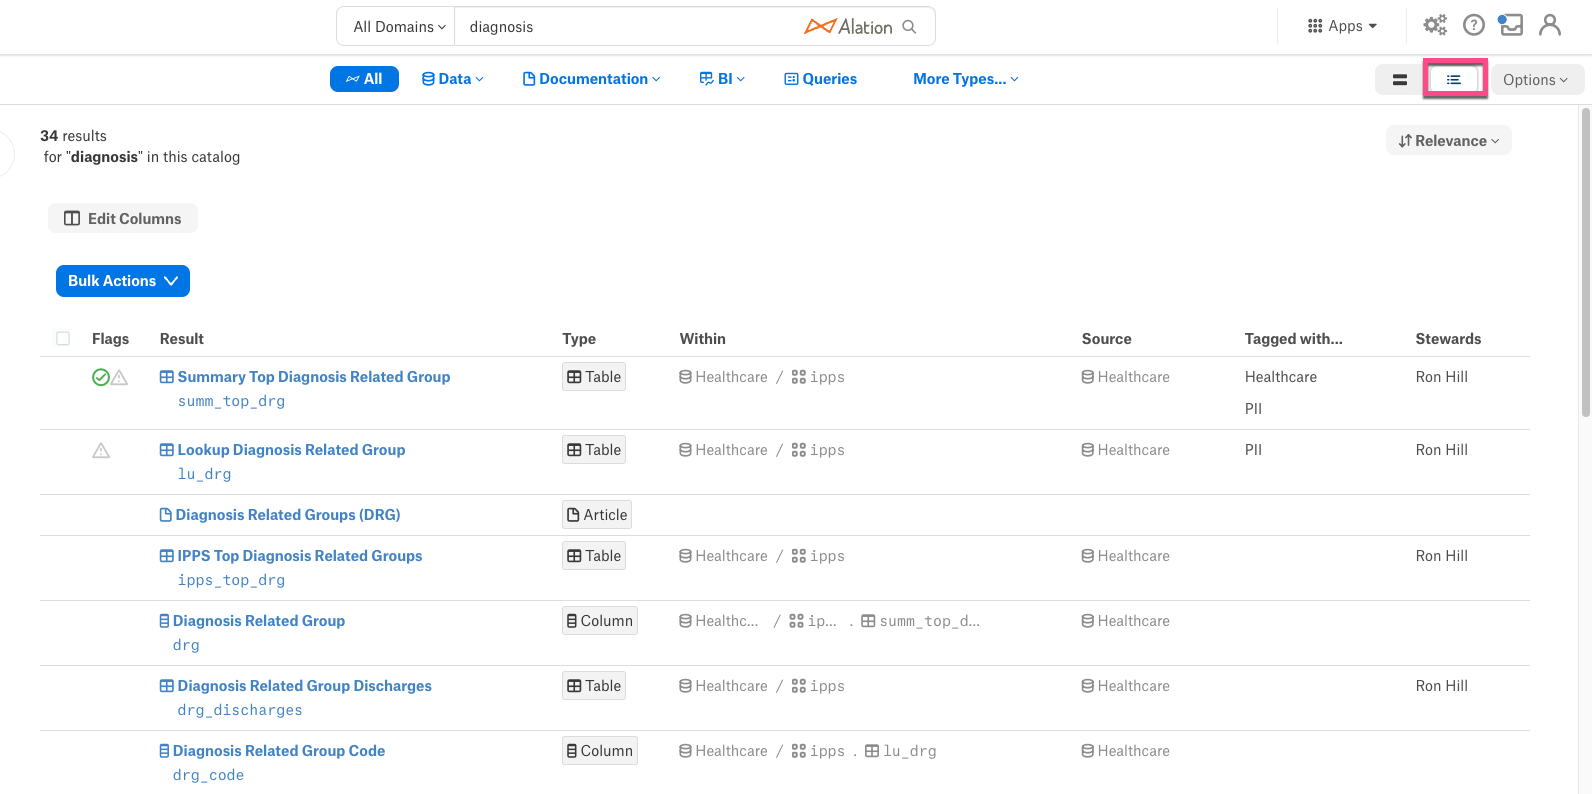 All Domains diagnosis Alation Apps
All Data Documentation BI Queries More Types... Options
34 results
for "diagnosis" in this catalog
Relevance
Edit Columns
Bulk Actions
Flags Result Type Within Source Tagged with... Stewards
Summary Top Diagnosis Related Group Table Healthcare / ipps Healthcare Healthcare Ron Hill
summ_top_drg
PII
Lookup Diagnosis Related Group Table Healthcare / ipps Healthcare PII Ron Hill
lu_drg
Diagnosis Related Groups (DRG) Article
IPPS Top Diagnosis Related Groups Table Healthcare / ipps Healthcare Ron Hill
ipps_top_drg
Diagnosis Related Group Column Healthc... / ip... . summ_top_d... Healthcare
drg
Diagnosis Related Group Discharges Table Healthcare / ipps Healthcare Ron Hill
drg_discharges
Diagnosis Related Group Code Column Healthcare / ipps . lu_drg Healthcare
drg_code